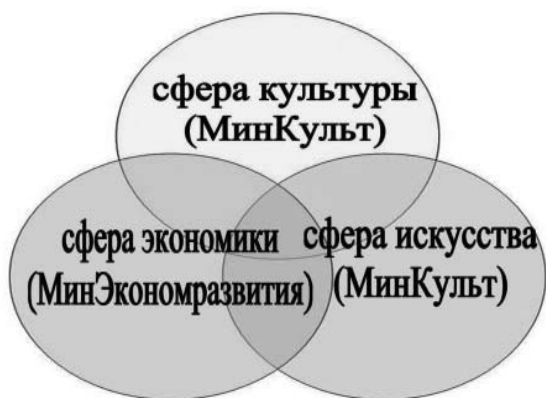 сфера культуры
(МинКульт)
сфера экономики
(МинЭкономразвития)
сфера искусства
(МинКульт)